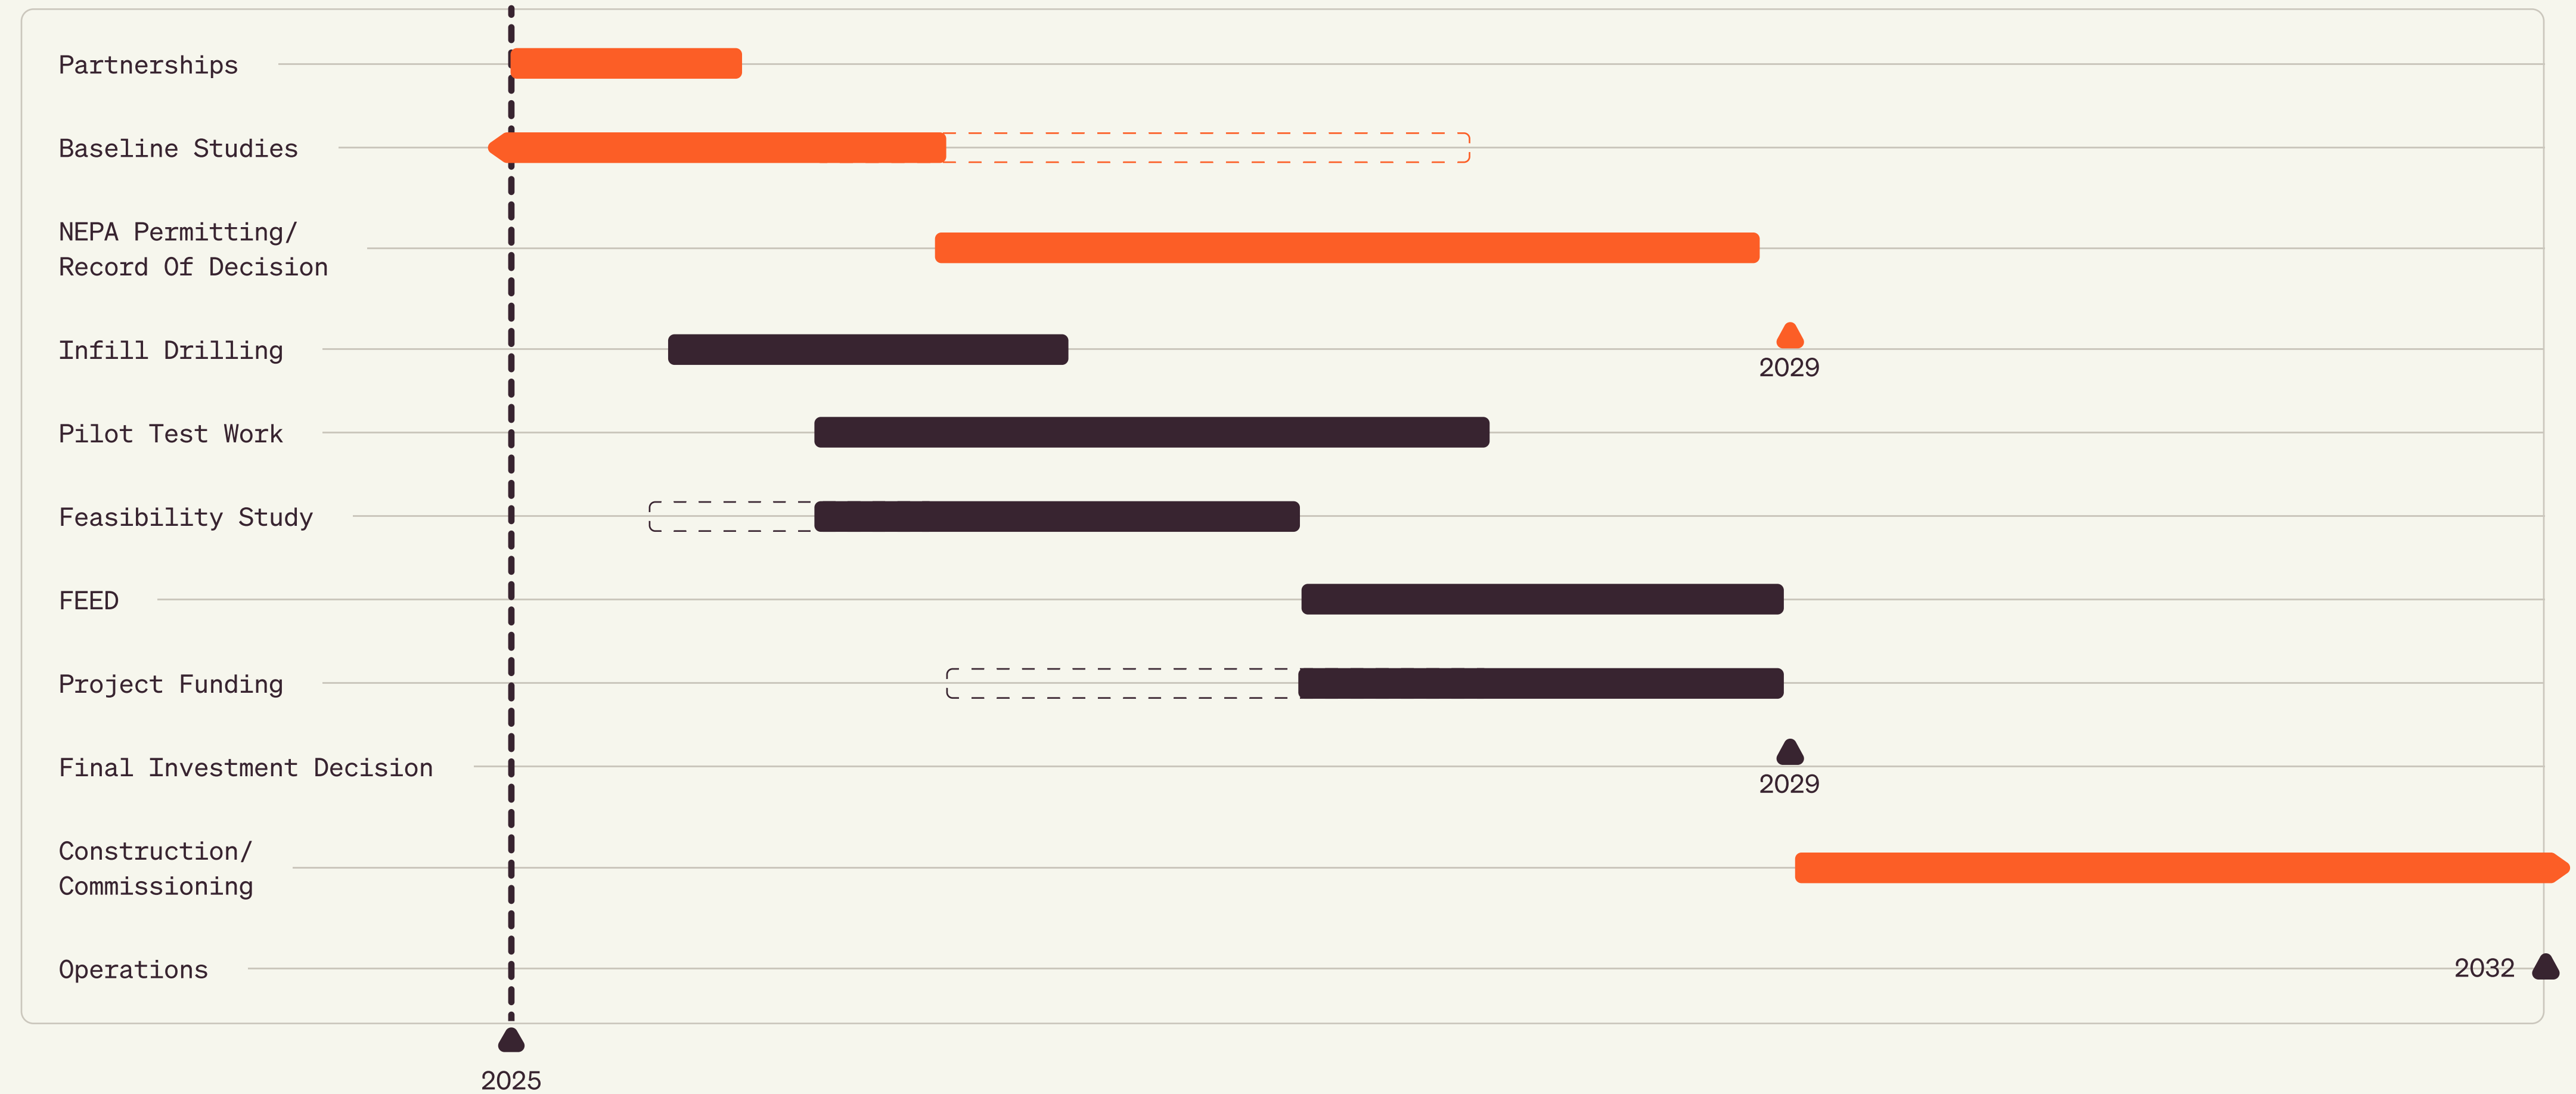 Partnerships
Baseline Studies
NEPA Permitting/
Record Of Decision
Infill Drilling
2029
Pilot Test Work
Feasibility Study
FEED
Project Funding
Final Investment Decision
2029
Construction/
Commissioning
Operations
2032
2025